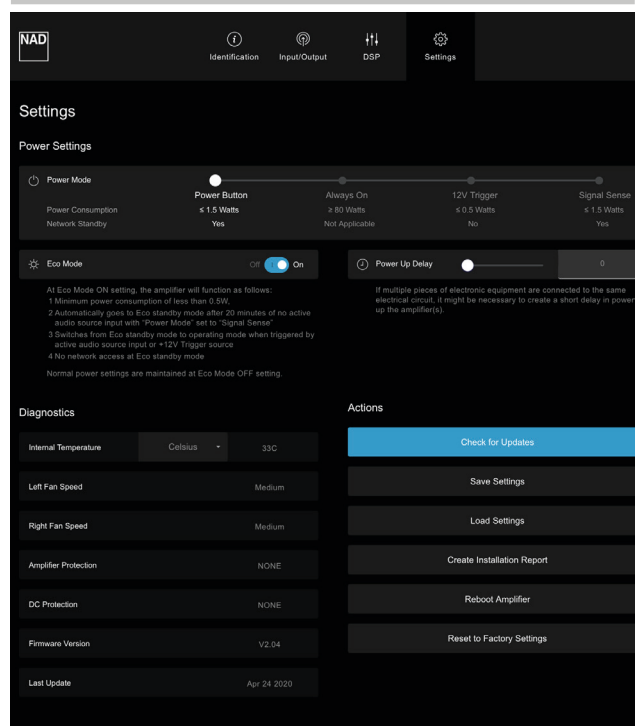 NAD
Identification Input/Output DSP Settings
Settings
Power Settings
Power Mode
Power Button Always On 12V Trigger Signal Sense
Power Consumption ≤ 1.5 Watts ≥ 80 Watts ≤ 0.5 Watts ≤ 1.5 Watts
Network Standby Yes Not Applicable No Yes
Eco Mode Off On
At Eco Mode ON setting, the amplifier will function as follows:
1 Minimum power consumption of less than 0.5W,
2 Automatically goes to Eco standby mode after 20 minutes of no active
audio source input with "Power Mode" set to "Signal Sense"
3 Switches from Eco standby mode to operating mode when triggered by
active audio source input or +12V Trigger source
4 No network access at Eco standby mode
Normal power settings are maintained at Eco Mode OFF setting.
Power Up Delay 0
If multiple pieces of electronic equipment are connected to the same
electrical circuit, it might be necessary to create a short delay in power
up the amplifier(s).
Diagnostics
Internal Temperature Celsius 33C
Left Fan Speed Medium
Right Fan Speed Medium
Amplifier Protection NONE
DC Protection NONE
Firmware Version V2.04
Last Update Apr 24 2020
Actions
Check for Updates
Save Settings
Load Settings
Create Installation Report
Reboot Amplifier
Reset to Factory Settings